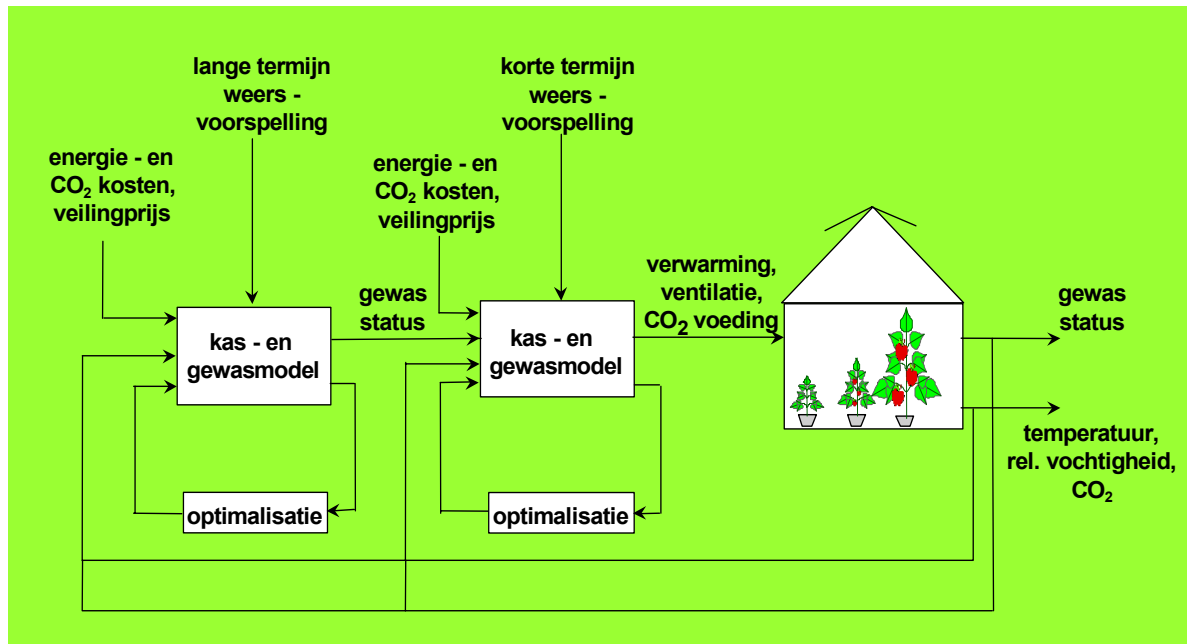 lange termijn
weers -
voorspelling
korte termijn
weers -
voorspelling
energie - en
CO₂ kosten,
veilingprijs
energie - en
CO₂ kosten,
veilingprijs
kas - en
gewasmodel
gewas
status
kas - en
gewasmodel
verwarming,
ventilatie,
CO₂ voeding
gewas
status
temperatuur,
rel. vochtigheid,
CO₂
optimalisatie
optimalisatie